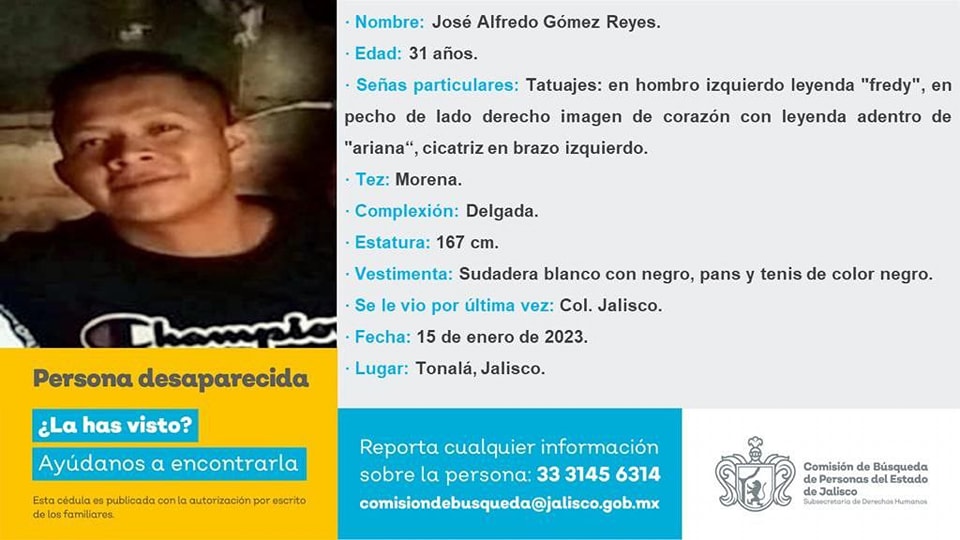 · Nombre: José Alfredo Gómez Reyes.
· Edad: 31 años.
· Señas particulares: Tatuajes: en hombro izquierdo leyenda "fredy", en
pecho de lado derecho imagen de corazón con leyenda adentro de
"ariana“, cicatriz en brazo izquierdo.
· Tez: Morena.
· Complexión: Delgada.
· Estatura: 167 cm.
· Vestimenta: Sudadera blanco con negro, pans y tenis de color negro.
· Se le vio por última vez: Col. Jalisco.
· Fecha: 15 de enero de 2023.
· Lugar: Tonalá, Jalisco.
Champion
Persona desaparecida
¿La has visto?
Ayúdanos a encontrarla
Esta cédula es publicada con la autorización por escrito
de los familiares.
Reporta cualquier información
sobre la persona: 33 3145 6314
comisiondebusqueda@jalisco.gob.mx
Comisión de Búsqueda
de Personas del Estado
de Jalisco
Subsecretaría de Derechos Humanos